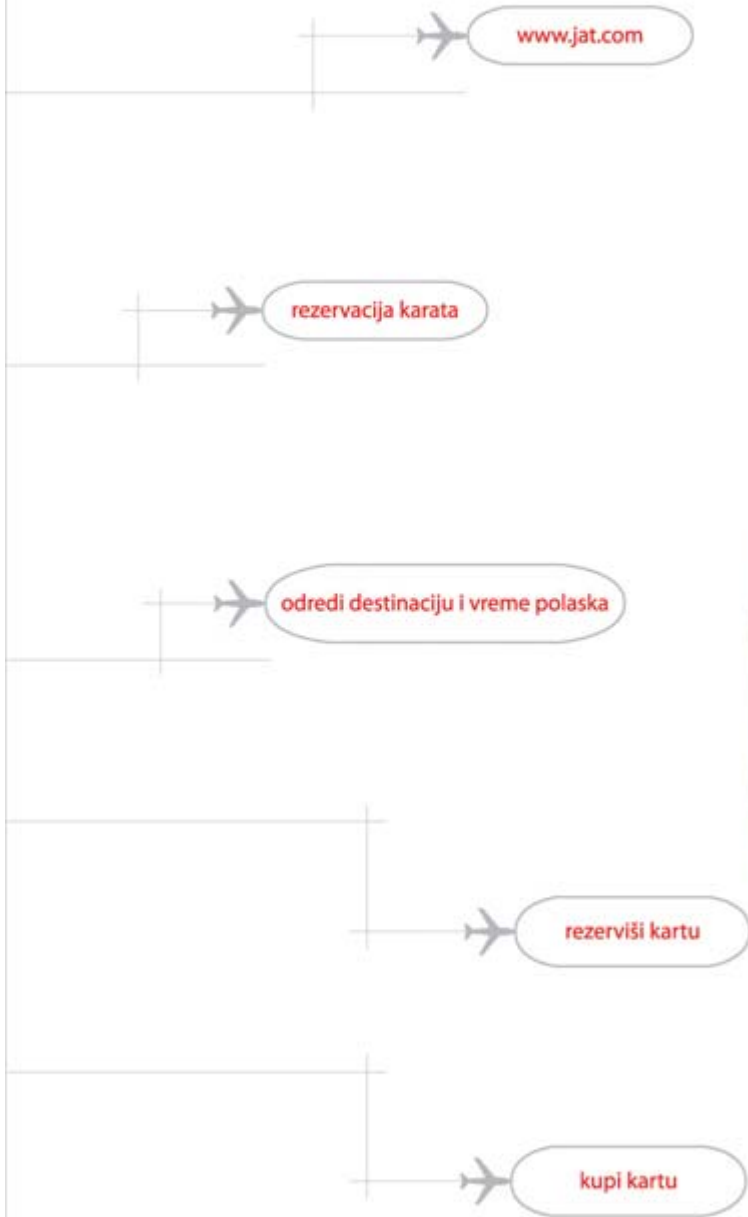 www.jat.com
rezervacija karata
odredi destinaciju i vreme polaska
rezerviši kartu
kupi kartu